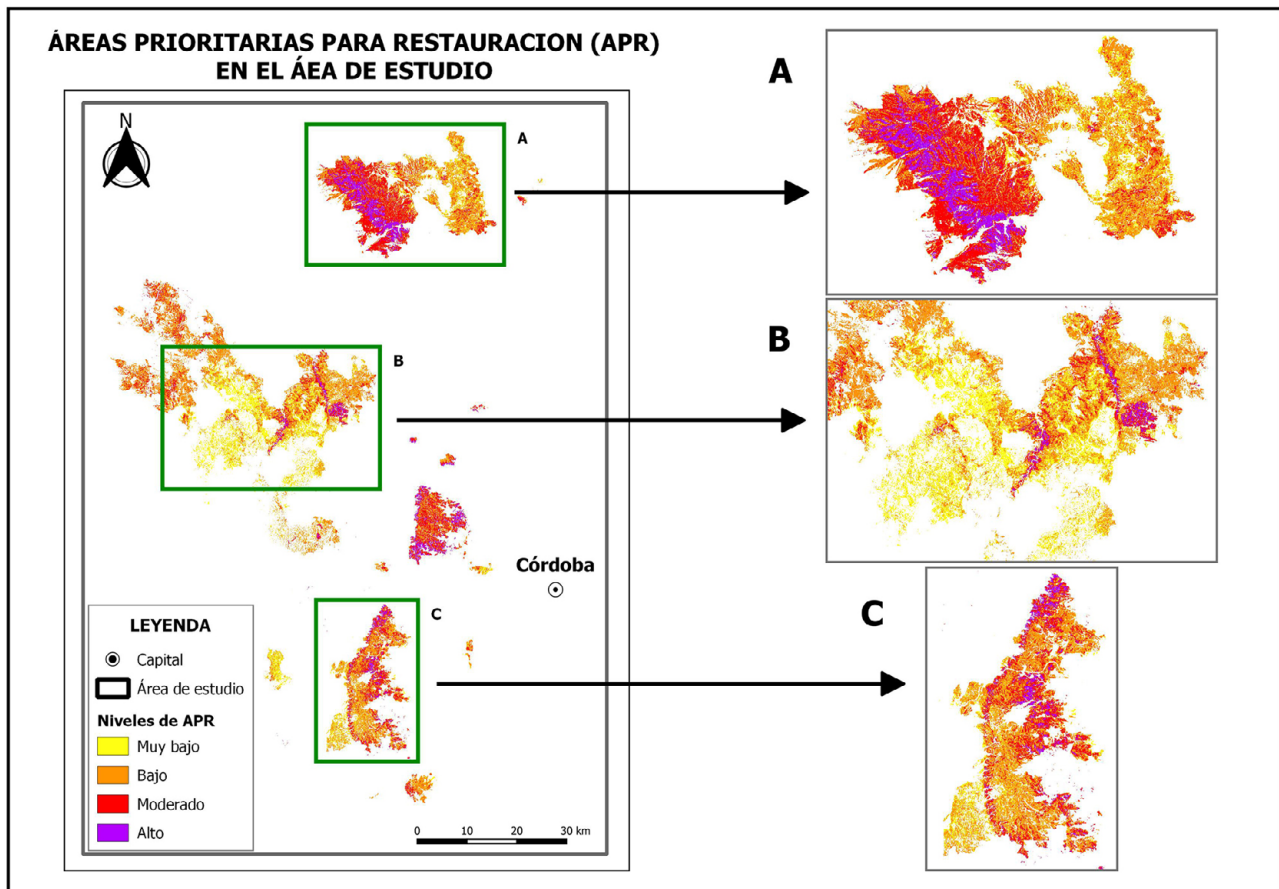 ÁREAS PRIORITARIAS PARA RESTAURACION (APR)
EN EL ÁEA DE ESTUDIO
N
A
B
C
Córdoba
LEYENDA
Capital
Área de estudio
Niveles de APR
Muy bajo
Bajo
Moderado
Alto
0 10 20 30 km
A
B
C